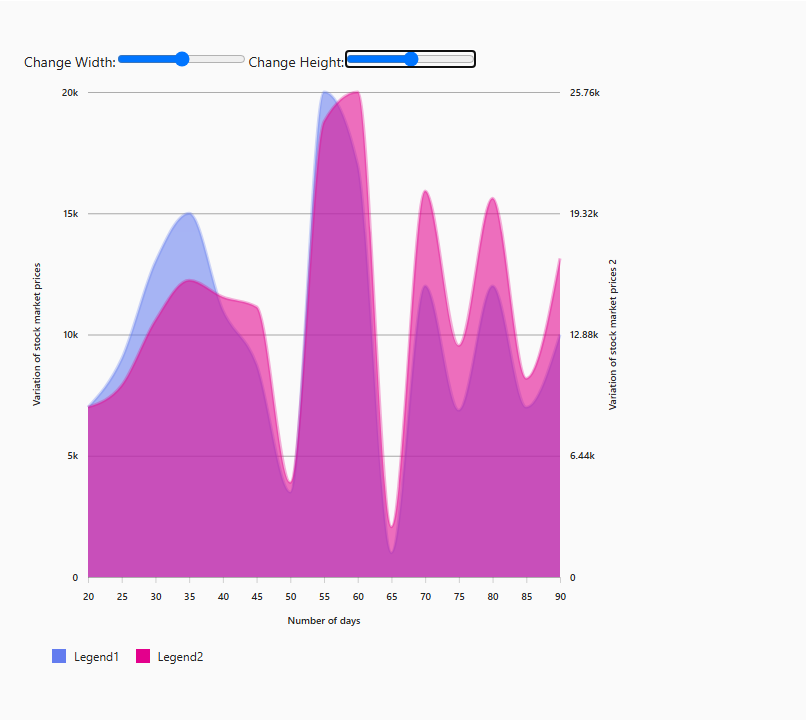 Change Width: Change Height:
20k 25.76k
15k 19.32k
Variation of stock market prices
Variation of stock market prices 2
10k 12.88k
5k 6.44k
0 0
20 25 30 35 40 45 50 55 60 65 70 75 80 85 90
Number of days
Legend1 Legend2